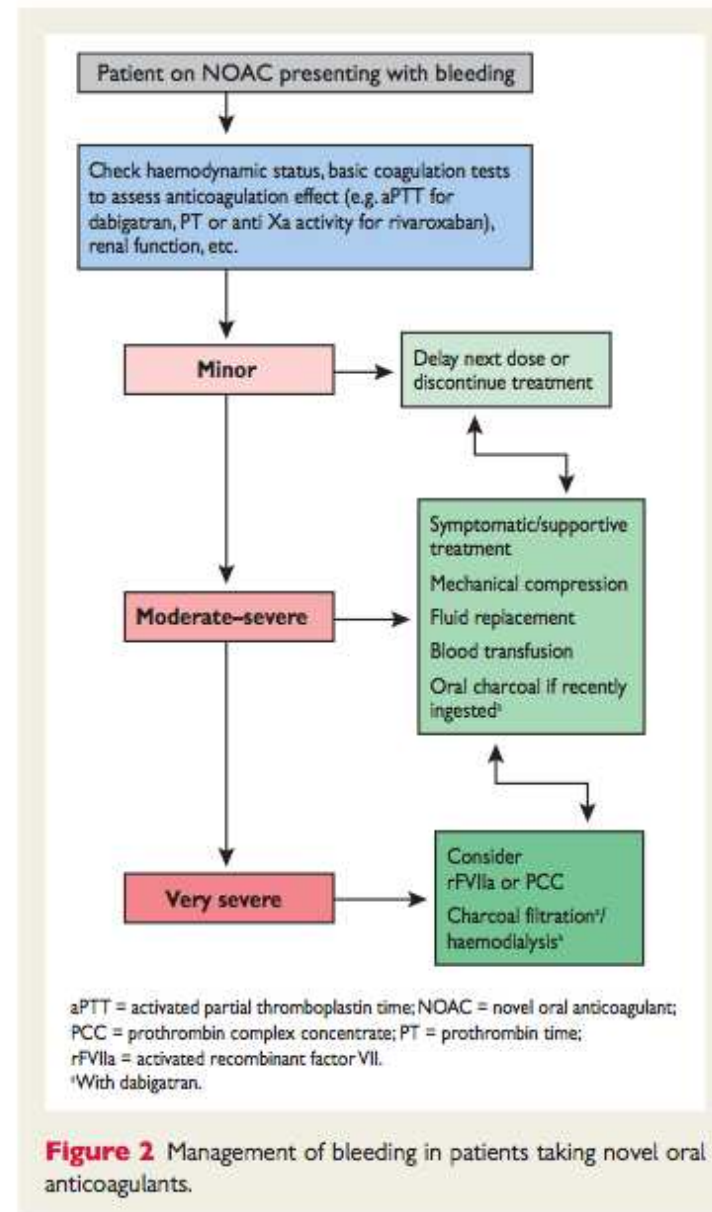 Patient on NOAC presenting with bleeding
Check haemodynamic status, basic coagulation tests
to assess anticoagulation effect (e.g. aPTT for
dabigatran, PT or anti Xa activity for rivaroxaban),
renal function, etc.
Minor
Delay next dose or
discontinue treatment
Symptomatic/supportive
treatment
Mechanical compression
Fluid replacement
Blood transfusion
Oral charcoal if recently
ingestedᵃ
Moderate–severe
Consider
rFVIIa or PCC
Charcoal filtrationᵃ/
haemodialysisᵃ
Very severe
aPTT = activated partial thromboplastin time; NOAC = novel oral anticoagulant;
PCC = prothrombin complex concentrate; PT = prothrombin time;
rFVIIa = activated recombinant factor VII.
ᵃWith dabigatran.
Figure 2 Management of bleeding in patients taking novel oral
anticoagulants.